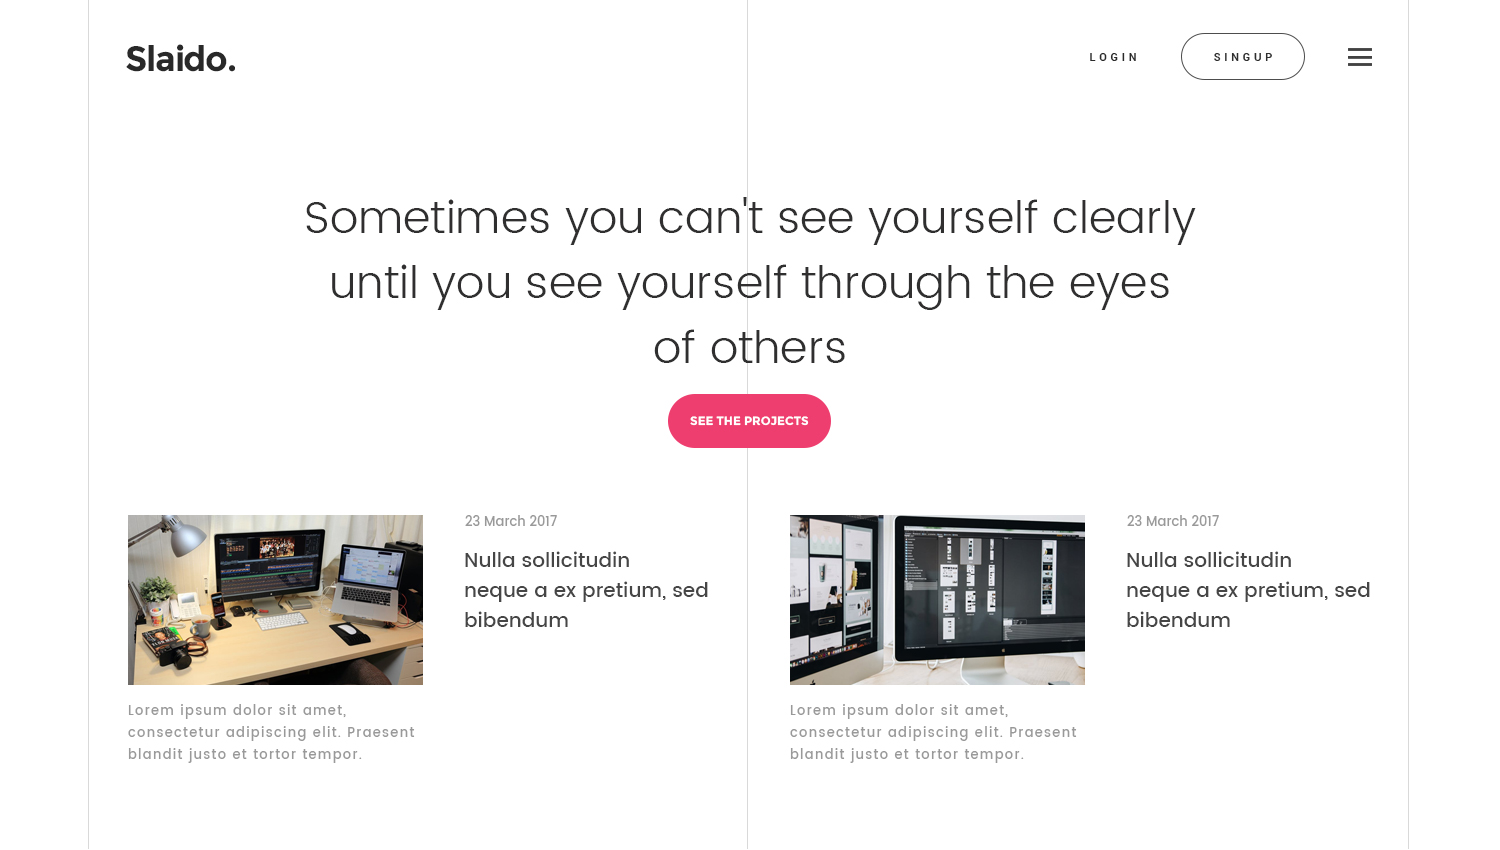 Slaido.
LOGIN
SINGUP
Sometimes you can't see yourself clearly
until you see yourself through the eyes
of others
SEE THE PROJECTS
23 March 2017
Nulla sollicitudin
neque a ex pretium, sed
bibendum
Lorem ipsum dolor sit amet,
consectetur adipiscing elit. Praesent
blandit justo et tortor tempor.
23 March 2017
Nulla sollicitudin
neque a ex pretium, sed
bibendum
Lorem ipsum dolor sit amet,
consectetur adipiscing elit. Praesent
blandit justo et tortor tempor.